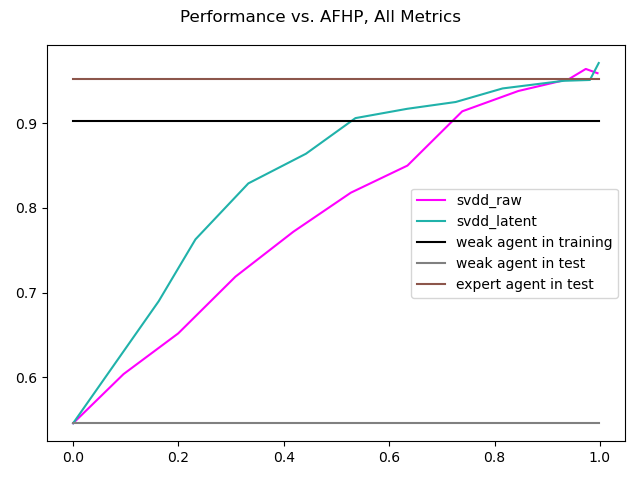 Performance vs. AFHP, All Metrics
0.9
0.8
0.7
0.6
svdd_raw
svdd_latent
weak agent in training
weak agent in test
expert agent in test
0.0 0.2 0.4 0.6 0.8 1.0